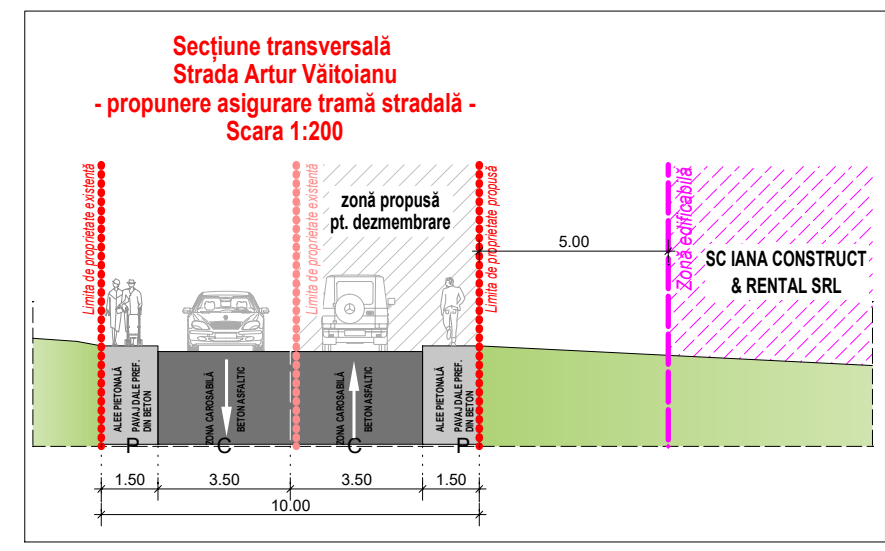 Secțiune transversală
Strada Artur Văitoianu
- propunere asigurare tramă stradală -
Scara 1:200
Limita de proprietate existentă
Limita de proprietate existentă
zonă propusă
pt. dezmembrare
Limita de proprietate propusă
5.00
Zonă edificabilă
SC IANA CONSTRUCT
& RENTAL SRL
ALEE PIETONALĂ
PAVAJ DALE PREF.
DIN BETON
ZONA CAROSABILĂ
BETON ASFALTIC
ZONA CAROSABILĂ
BETON ASFALTIC
ALEE PIETONALĂ
PAVAJ DALE PREF.
DIN BETON
P C C P
1.50 3.50 3.50 1.50
10.00